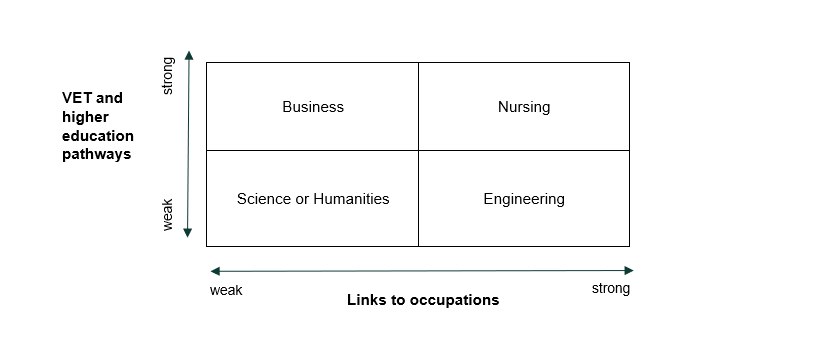 strong
VET and
higher
education
pathways
weak
Business
Nursing
Science or Humanities
Engineering
weak
Links to occupations
strong